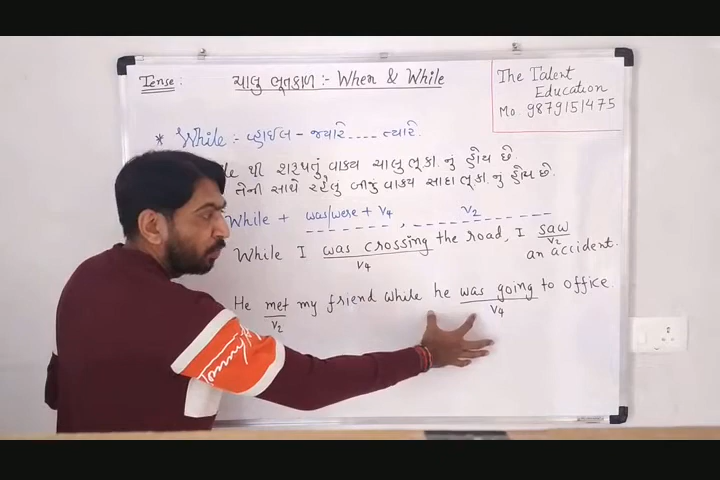 Tense:
ચાલુ ભૂતકાળ :- When & While
The Talent
Education
Mo. 9879151475
* While :- વ્હાઈલ - જ્યારે .... ત્યારે.
થી શરૂ થતું વાક્ય ચાલુ ભૂ.કા. નું હોય છે.
તેની સાથે રહેલું બીજું વાક્ય સાદા ભૂ.કા. નું હોય છે.
While + was/were + V4 , V2
While I was crossing the road, I saw
V4 V2
an accident.
He met my friend while he was going to office.
V2 V4